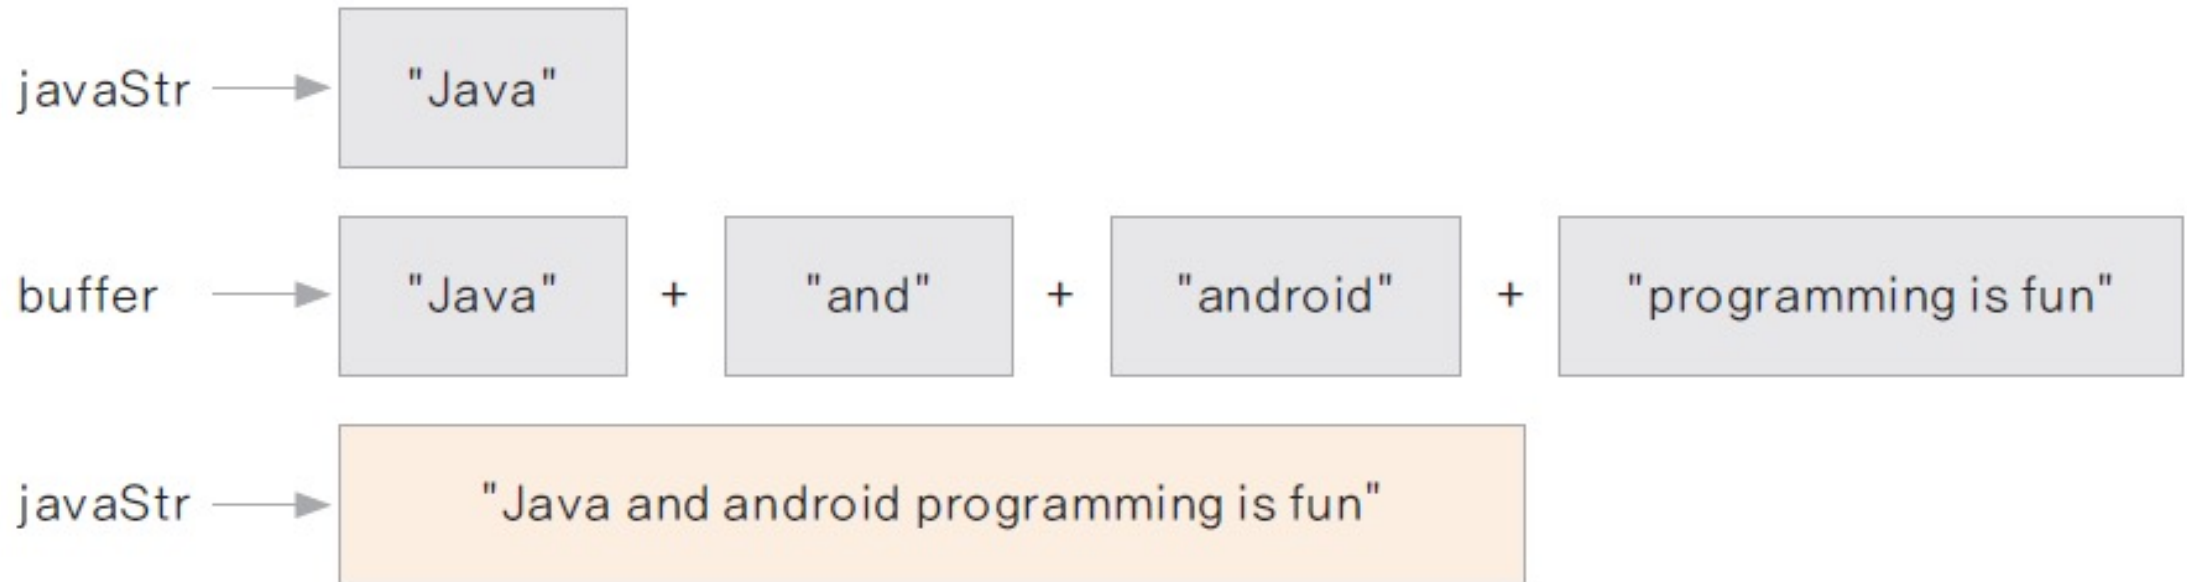 javaStr "Java"
buffer "Java" + "and" + "android" + "programming is fun"
javaStr "Java and android programming is fun"